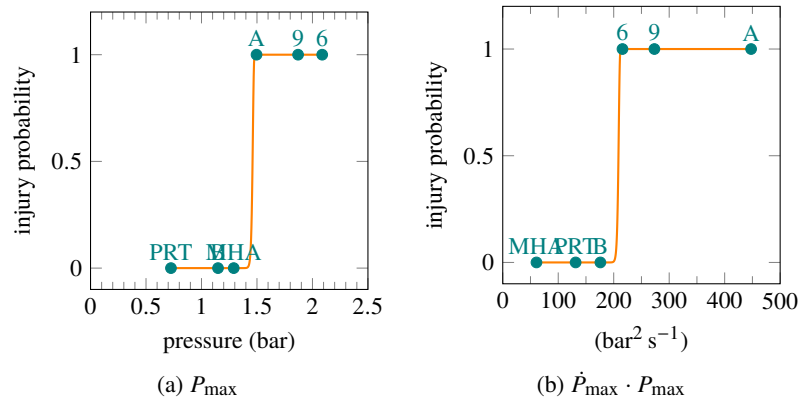 A 9 6
PRT B MHA
0 0.5 1 1.5 2 2.5
0
0.5
1
pressure (bar)
injury probability
(a) Pmax
6 9 A
MHA PRT B
0 100 200 300 400 500
0
0.5
1
(bar² s⁻¹)
injury probability
(b) Ṗmax · Pmax